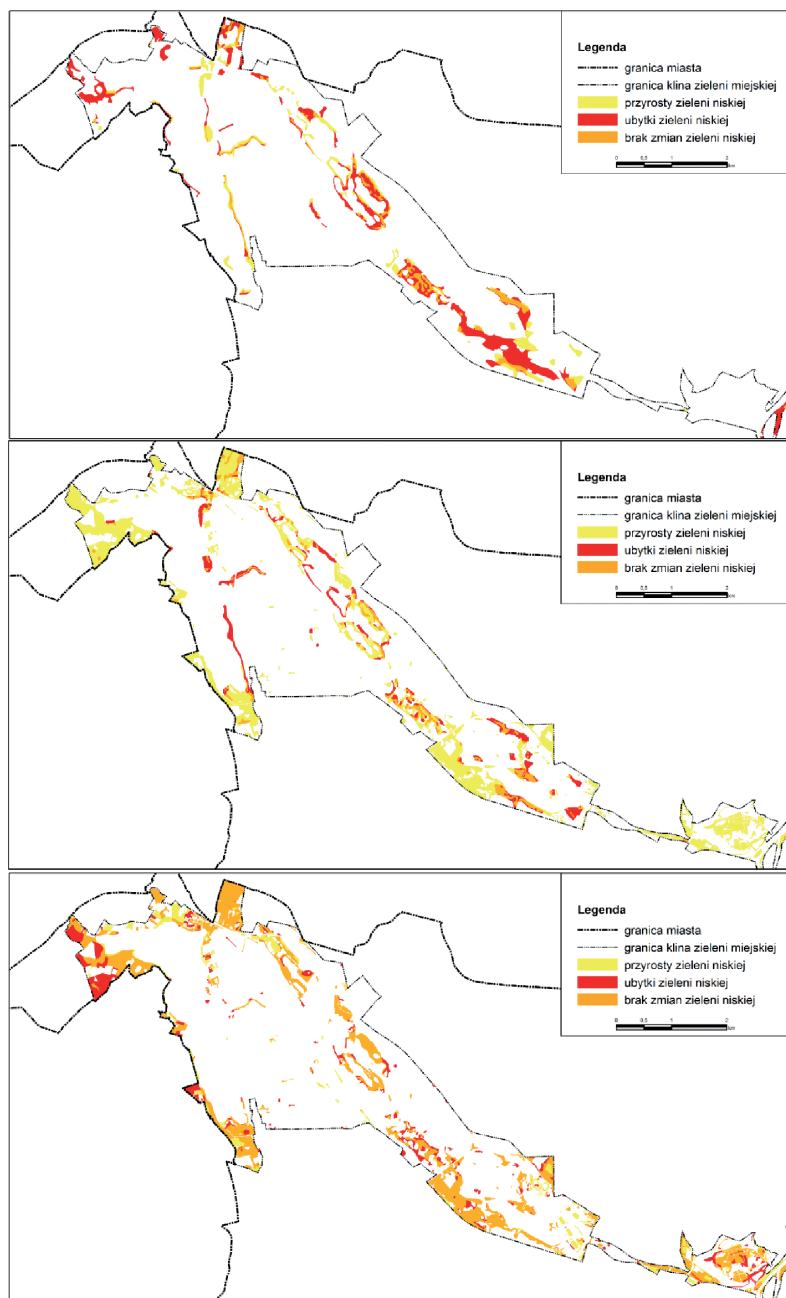 Legenda
granica miasta
granica klina zieleni miejskiej
przyrosty zieleni niskiej
ubytki zieleni niskiej
brak zmian zieleni niskiej
0 0,5 1 2
km
Legenda
granica miasta
granica klina zieleni miejskiej
przyrosty zieleni niskiej
ubytki zieleni niskiej
brak zmian zieleni niskiej
0 0,5 1 2
km
Legenda
granica miasta
granica klina zieleni miejskiej
przyrosty zieleni niskiej
ubytki zieleni niskiej
brak zmian zieleni niskiej
0 0,5 1 2
km